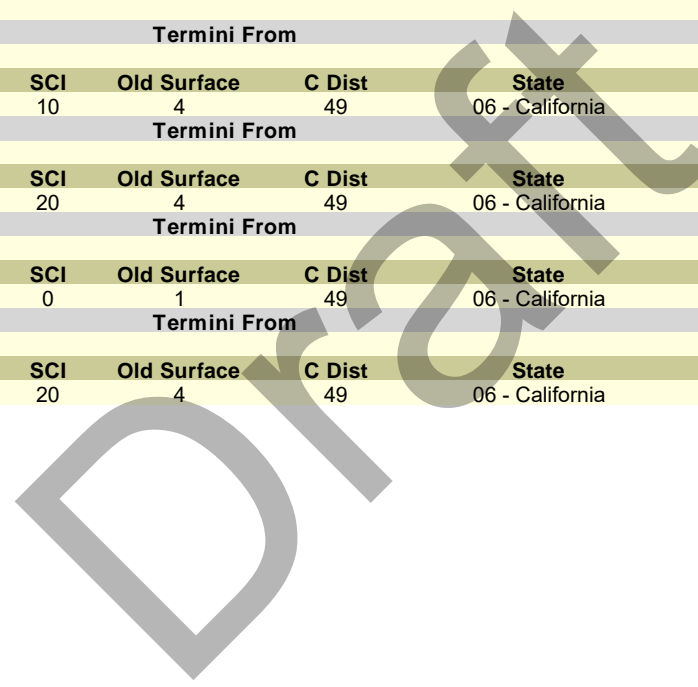 Termini From
SCI Old Surface C Dist State
10 4 49 06 - California
Termini From
SCI Old Surface C Dist State
20 4 49 06 - California
Termini From
SCI Old Surface C Dist State
0 1 49 06 - California
Termini From
SCI Old Surface C Dist State
20 4 49 06 - California
Draft